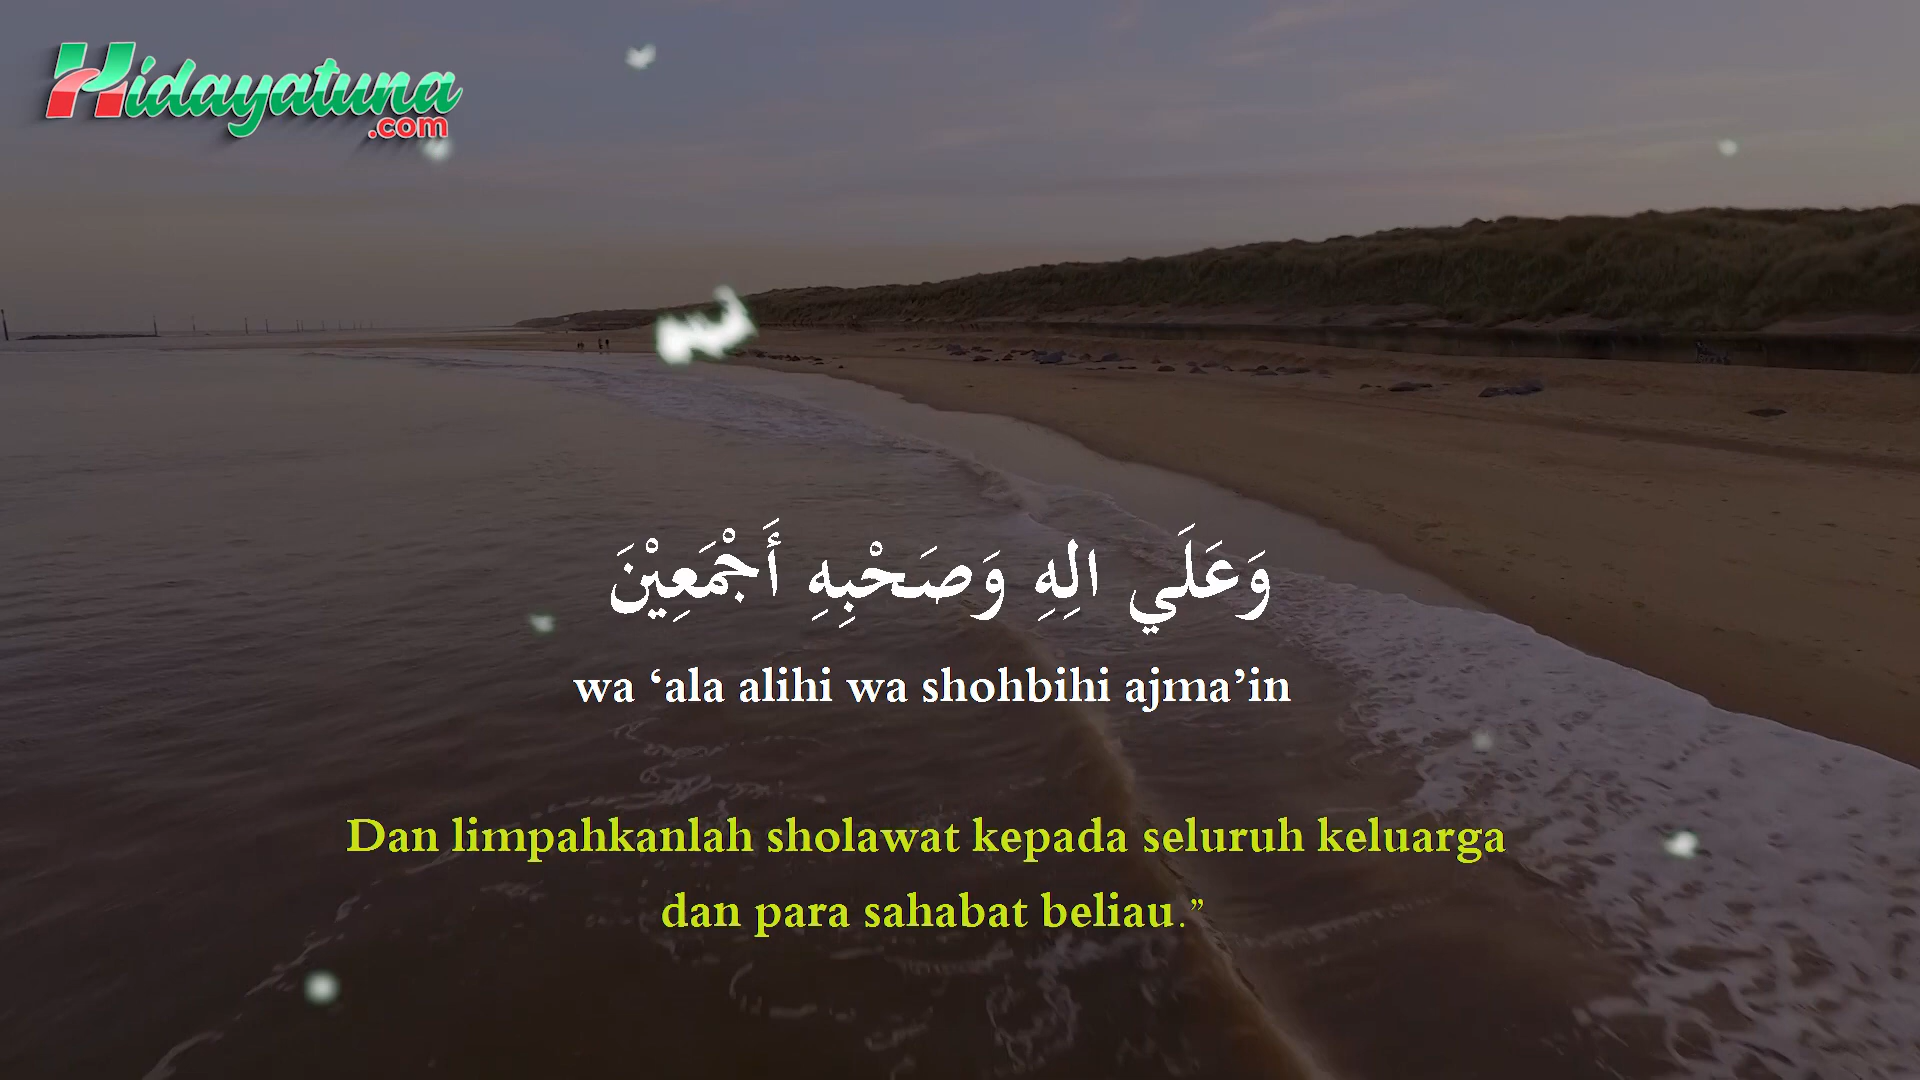 Hidayatuna
.com
وَعَلَي الِهِ وَصَحْبِهِ أَجْمَعِيْنَ
wa ‘ala alihi wa shohbihi ajma’in
Dan limpahkanlah sholawat kepada seluruh keluarga
dan para sahabat beliau.”